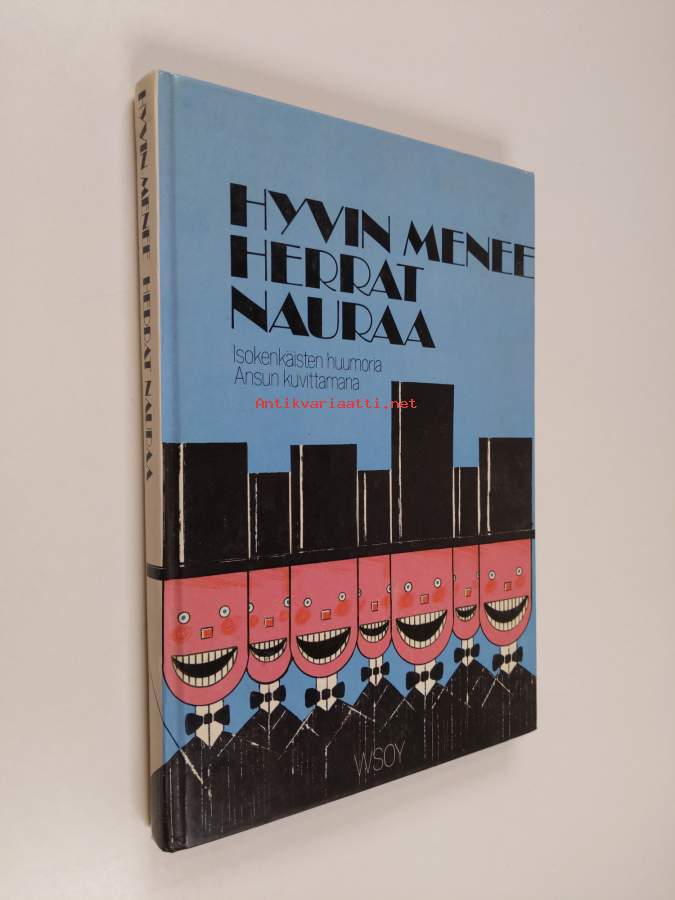 HYVIN MENEE HERRAT NAURAA
HYVIN MENEE
HERRAT
NAURAA
Isokenkäisten huumoria
Ansun kuvittamana
Antikvariaatti.net
WSOY